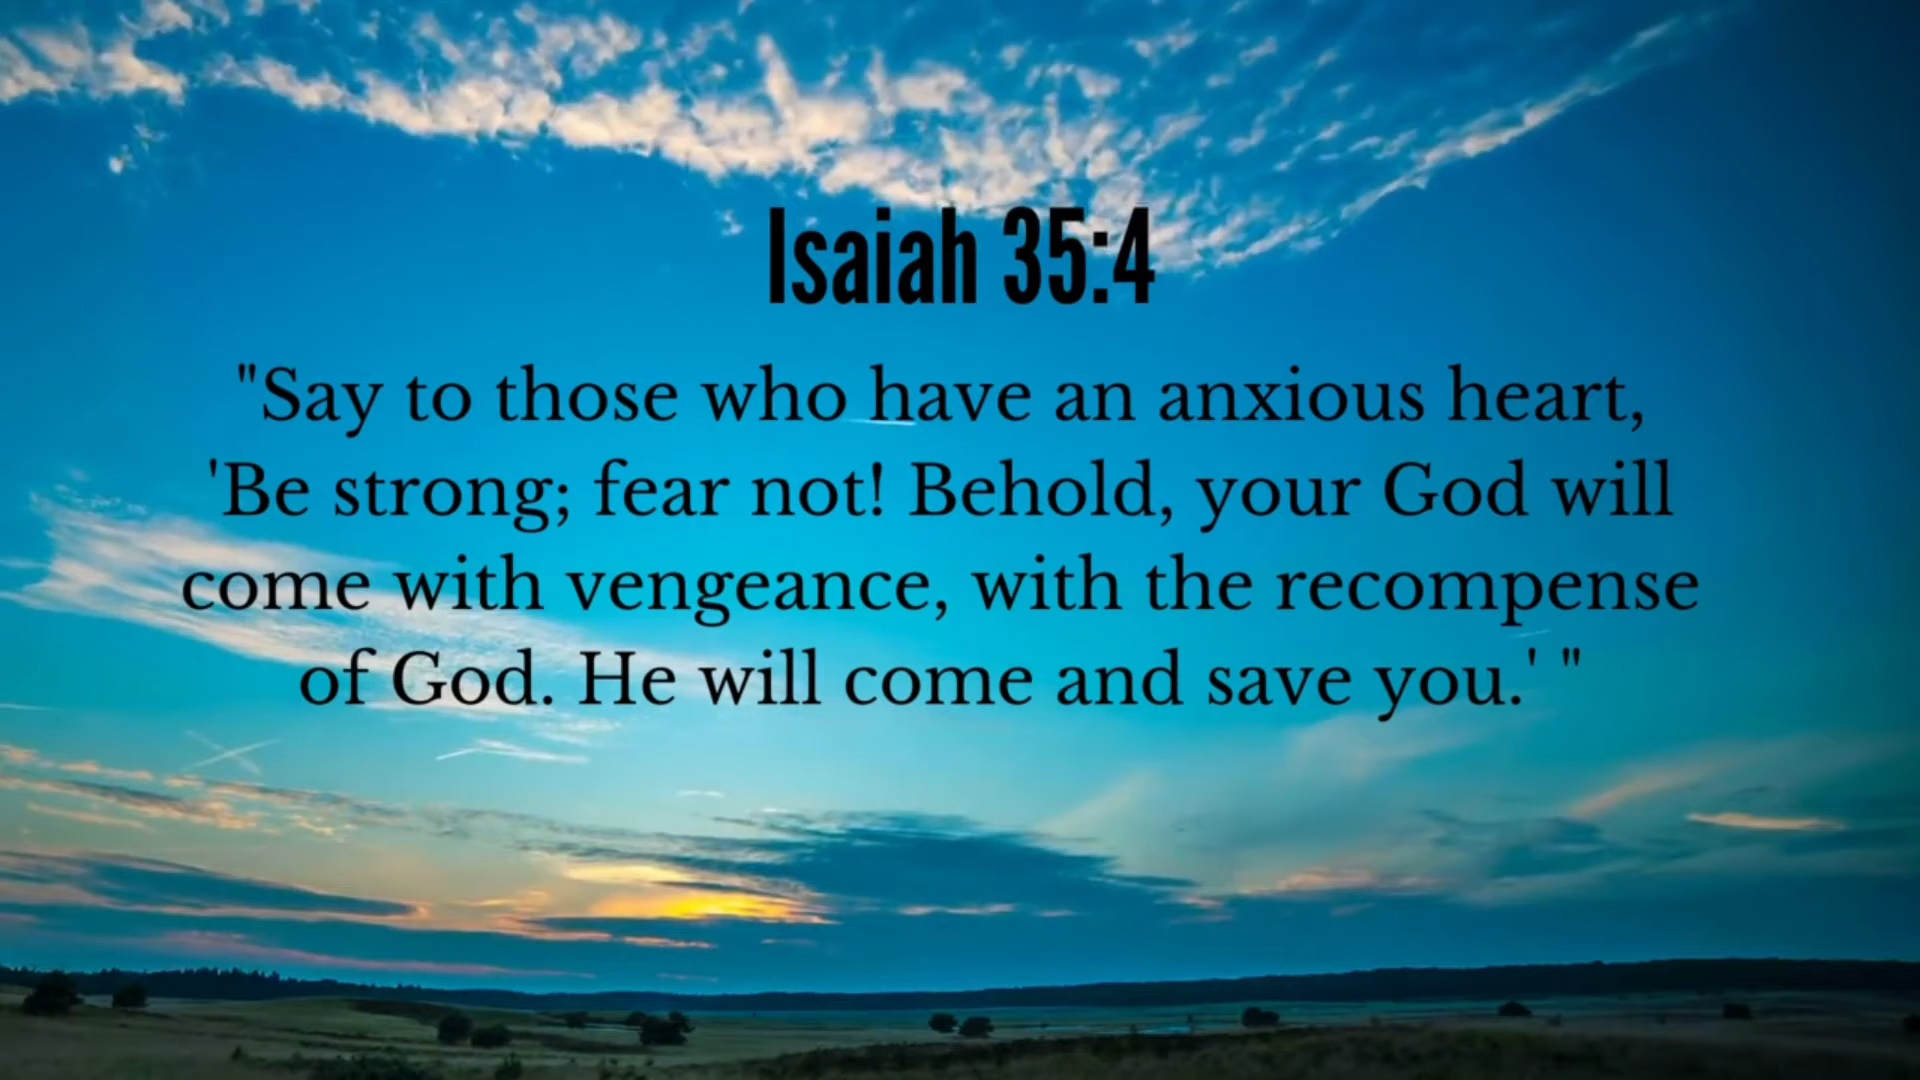 Isaiah 35:4
"Say to those who have an anxious heart,
'Be strong; fear not! Behold, your God will
come with vengeance, with the recompense
of God. He will come and save you.' "